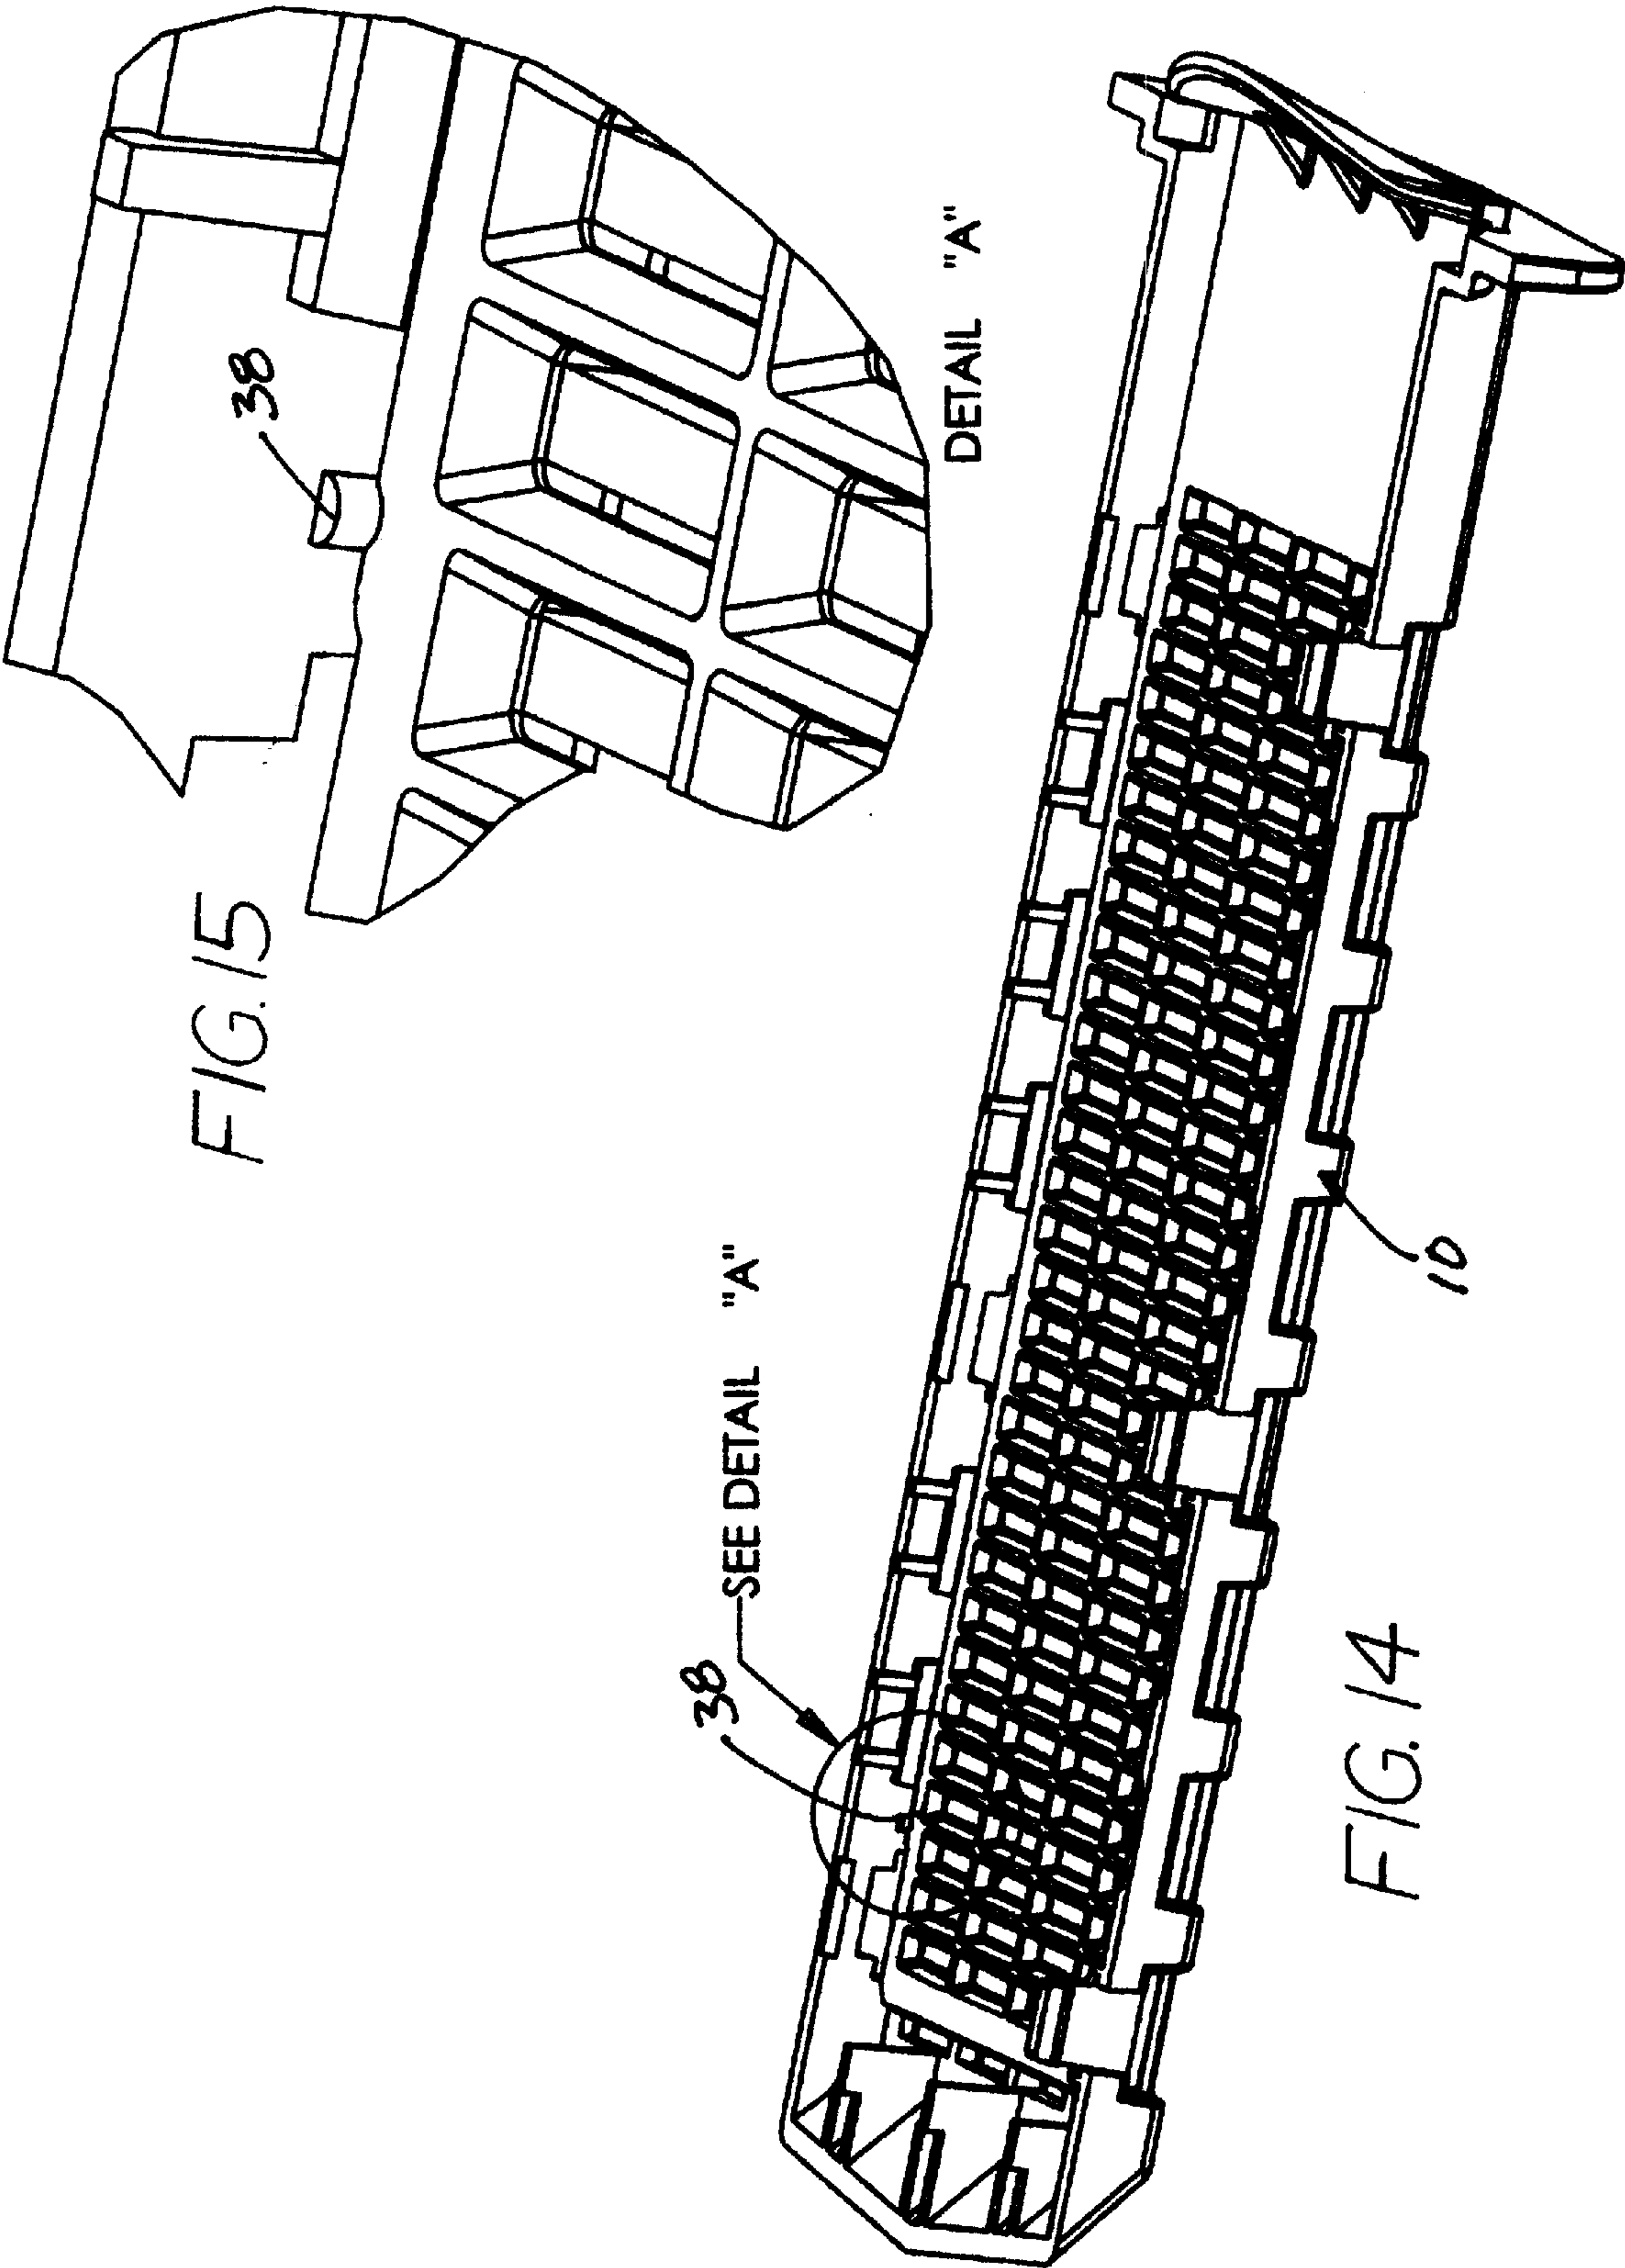 FIG. 15
38
DETAIL "A"
SEE DETAIL "A"
38
10
FIG. 14